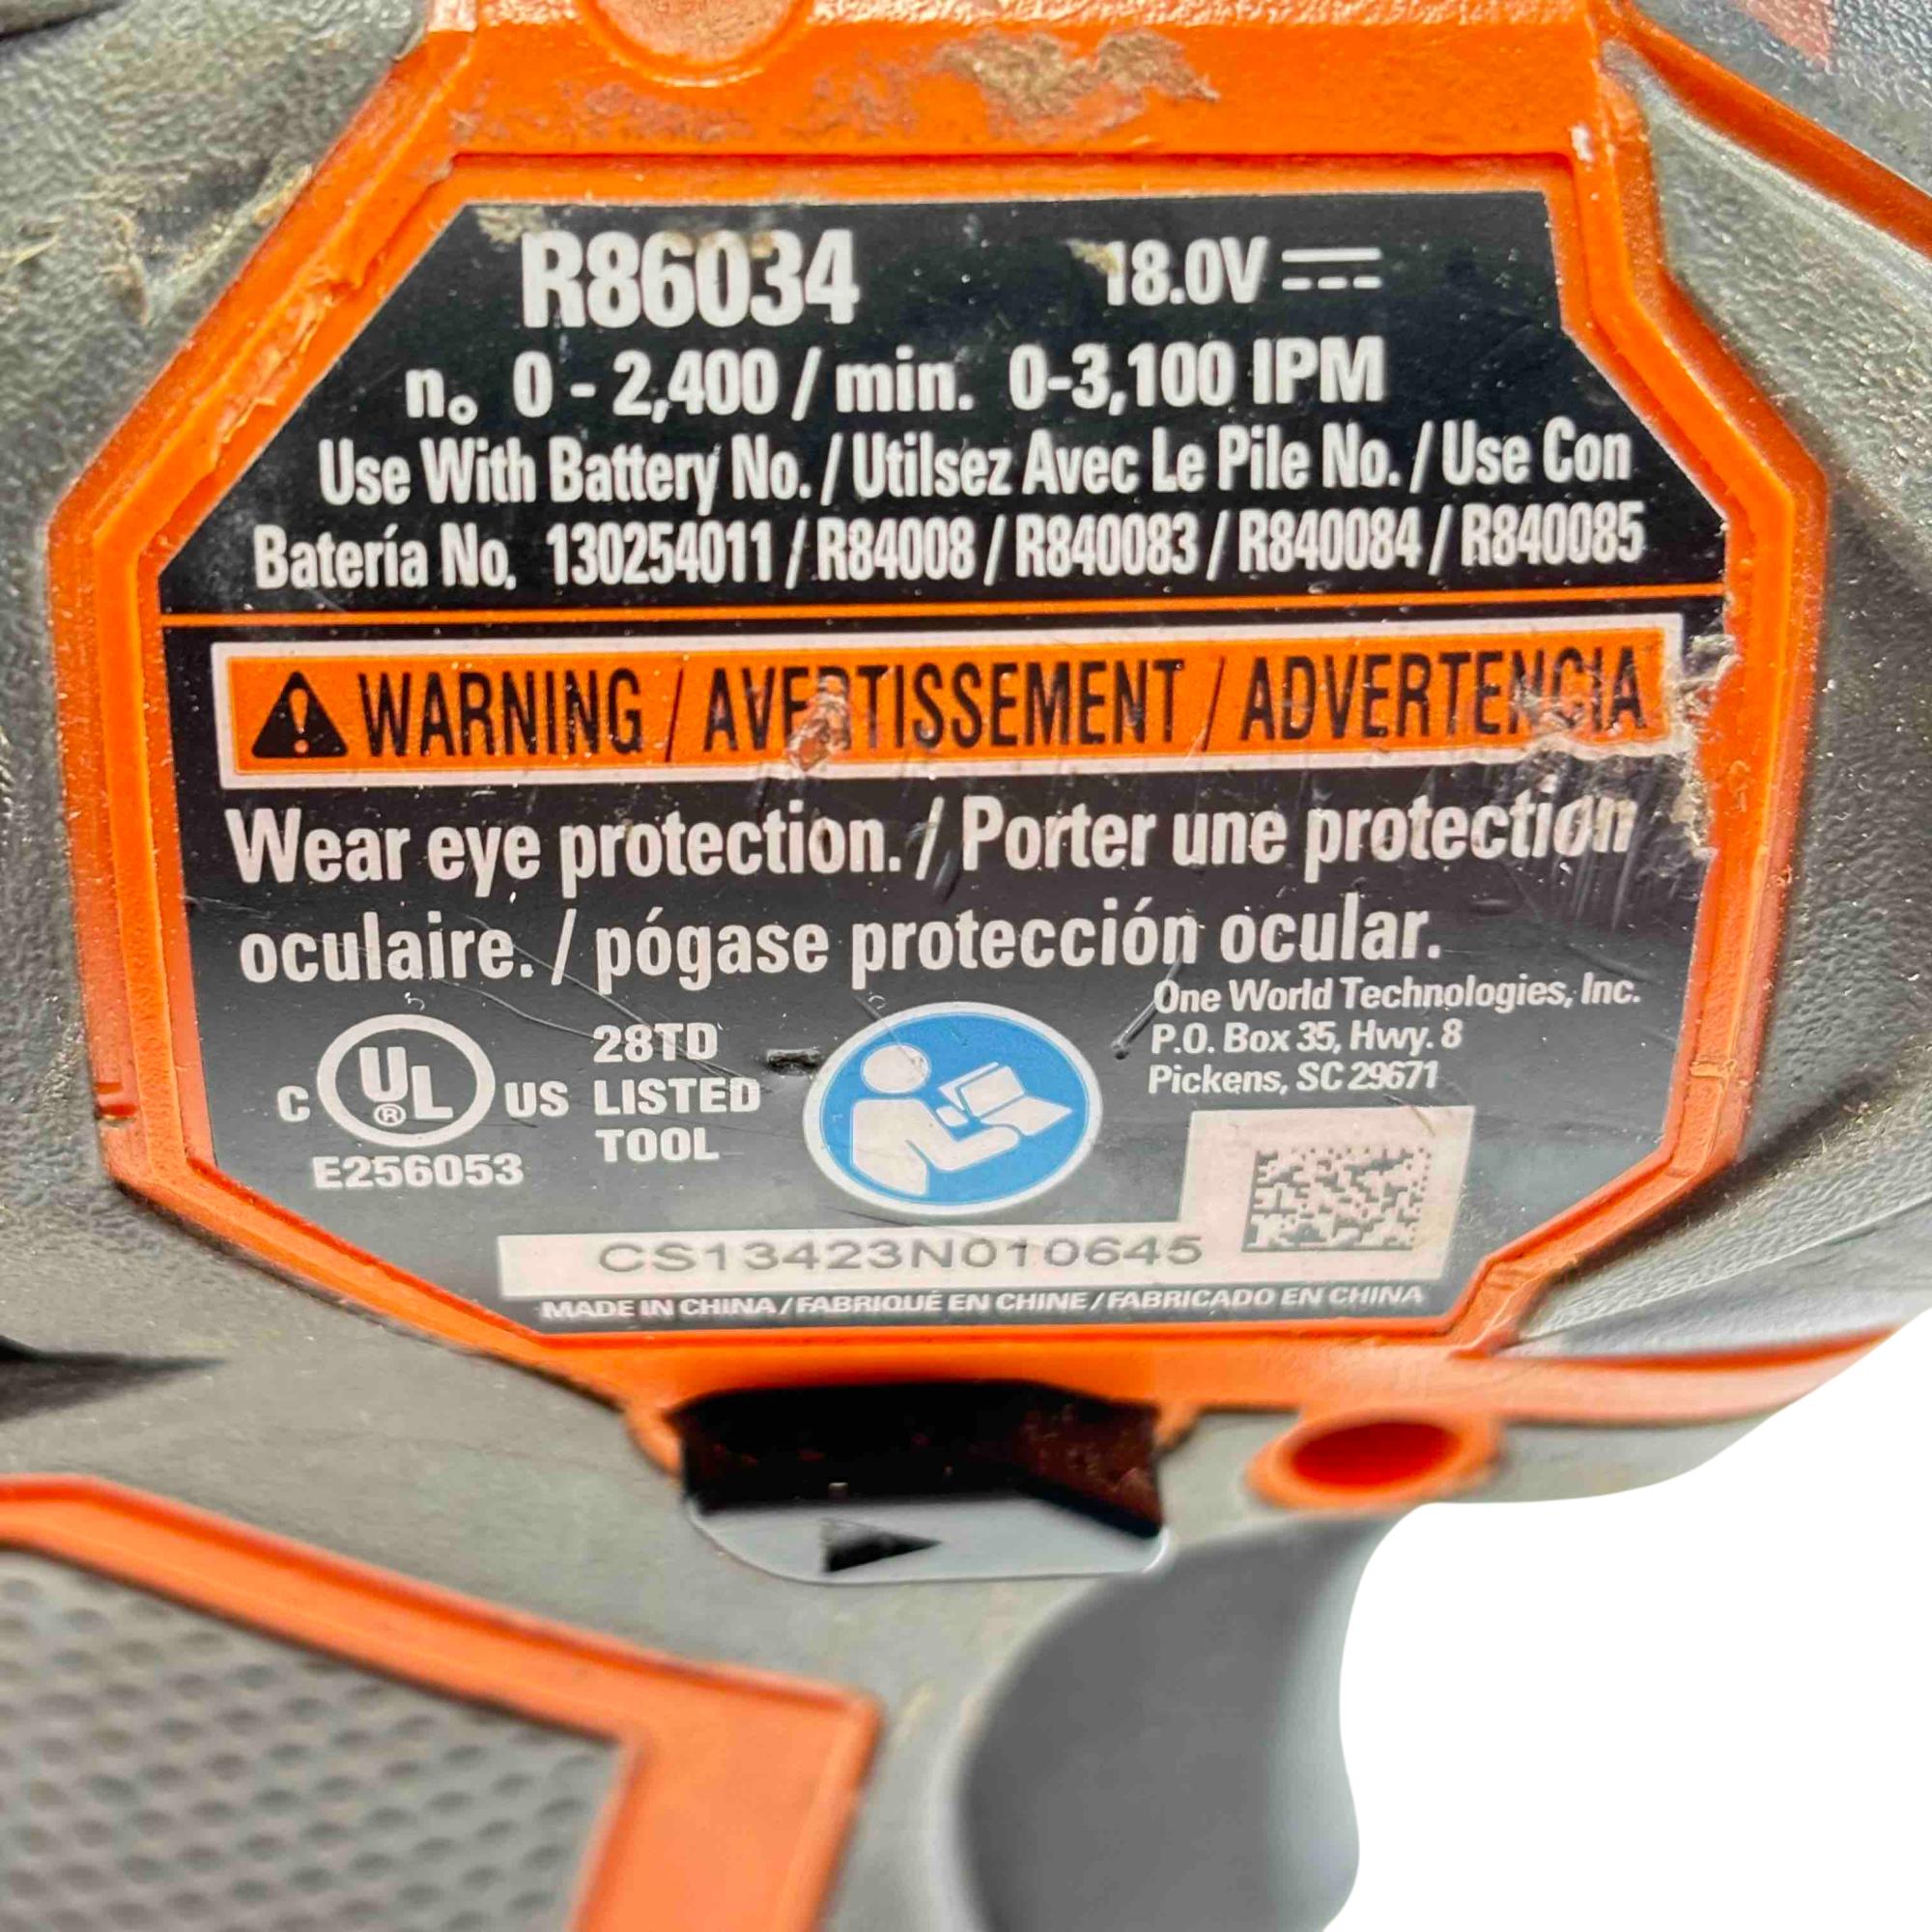 R86034 18.0V
n₀ 0 - 2,400 / min. 0-3,100 IPM
Use With Battery No. / Utilsez Avec Le Pile No. / Use Con
Batería No. 130254011 / R84008 / R840083 / R840084 / R840085
WARNING / AVERTISSEMENT / ADVERTENCIA
Wear eye protection. / Porter une protection
oculaire. / pógase protección ocular.
One World Technologies, Inc.
P.O. Box 35, Hwy. 8
Pickens, SC 29671
C UL® US
E256053
28TD
LISTED
TOOL
CS13423N010645
MADE IN CHINA / FABRIQUÉ EN CHINE / FABRICADO EN CHINA